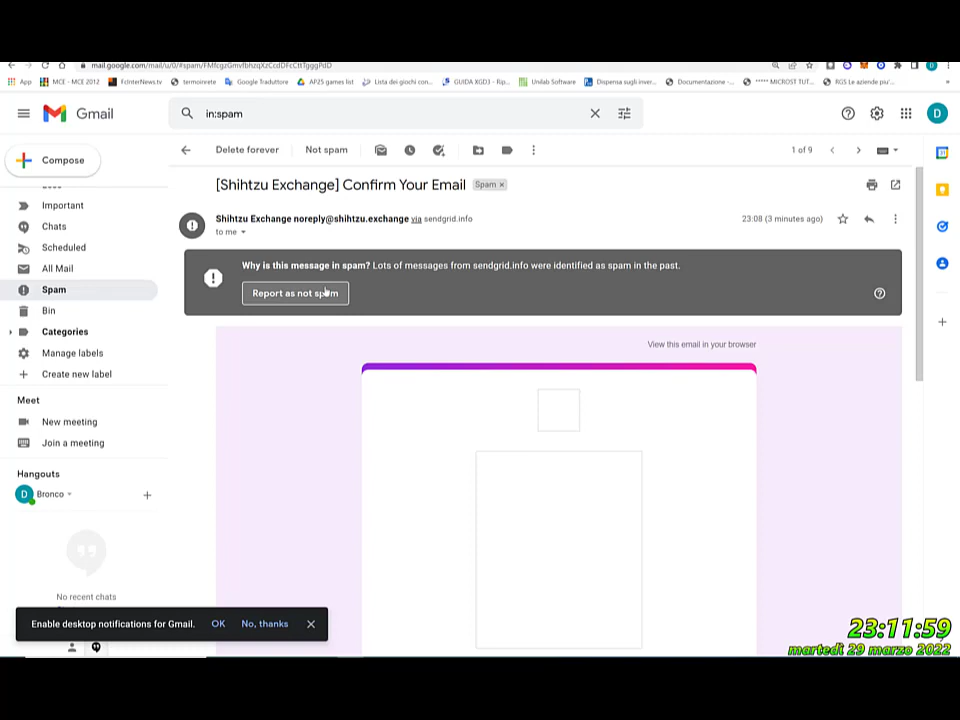 mail.google.com/mail/u/0/#spam/
App MCE - MCE 2012 FcInterNews.tv termoinrete Google Traduttore AP25 games list Lista dei giochi con... GUIDA XGD3 - Rip... Unilab Software Dispensa sugli inver... Documentazione -... ***** MICROST TUT... RGS Le aziende piu'... »
Gmail
in:spam
D
Compose
Delete forever Not spam 1 of 9
[Shihtzu Exchange] Confirm Your Email Spam ×
Shihtzu Exchange noreply@shihtzu.exchange via sendgrid.info 23:08 (3 minutes ago)
to me
Why is this message in spam? Lots of messages from sendgrid.info were identified as spam in the past.
Report as not spam
View this email in your browser
Important
Chats
Scheduled
All Mail
Spam
Bin
Categories
Manage labels
Create new label
Meet
New meeting
Join a meeting
Hangouts
D Bronco
No recent chats
Enable desktop notifications for Gmail. OK No, thanks
23:11:59
martedì 29 marzo 2022